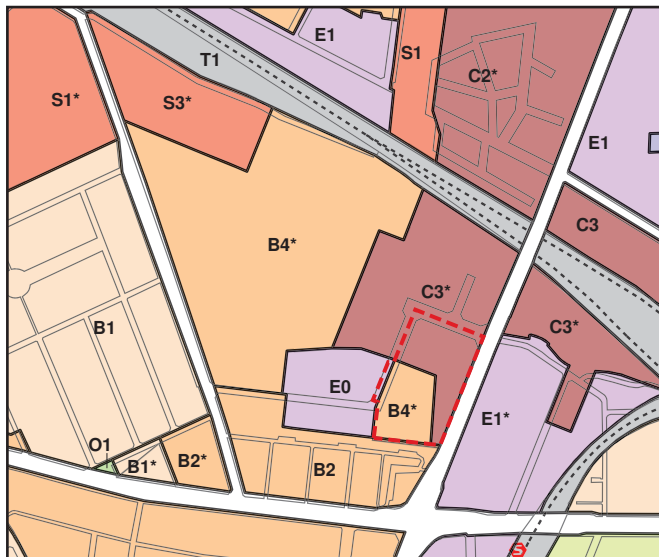 E1
T1
S1
C2*
S1*
S3*
E1
C3
B4*
C3*
C3*
B1
E0
B4*
E1*
O1
B1*
B2*
B2
S